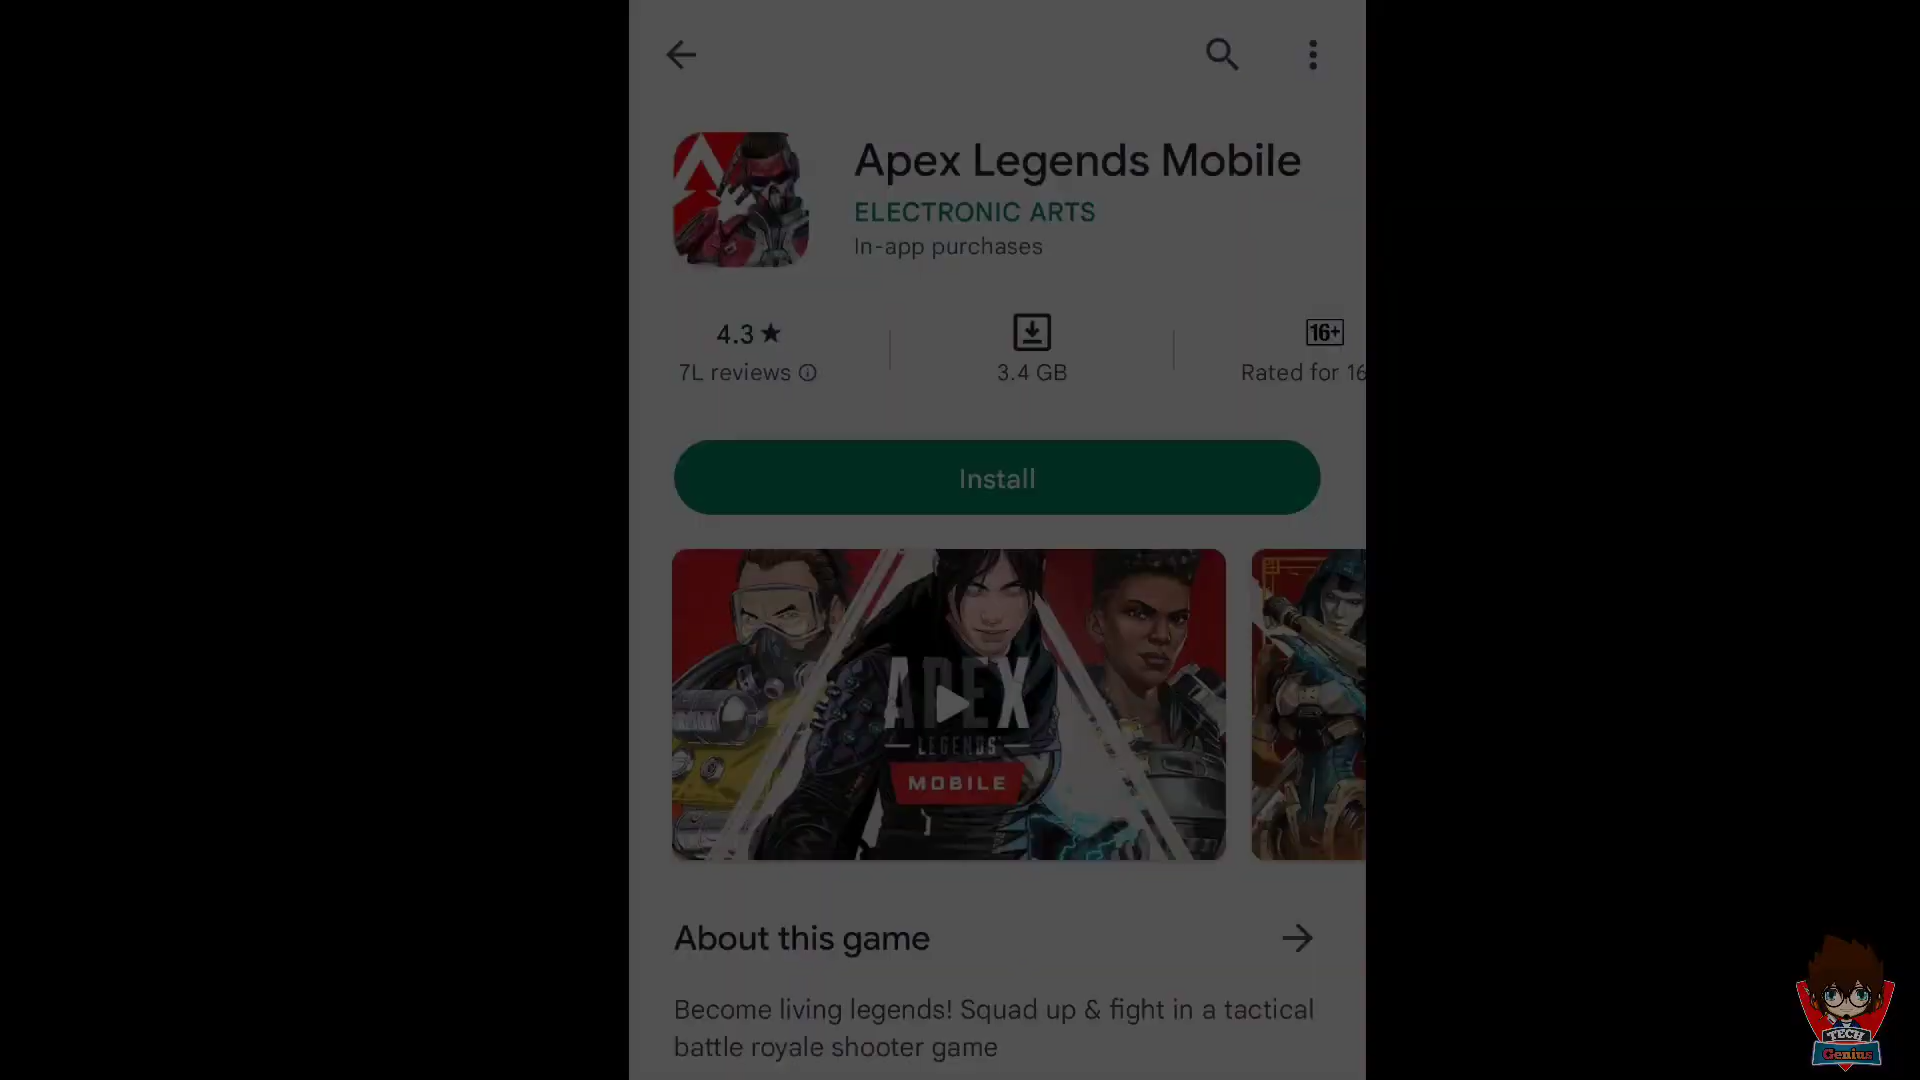 Apex Legends Mobile
ELECTRONIC ARTS
In-app purchases
4.3★
7L reviews
3.4 GB
16+
Rated for 16
Install
APEX
LEGENDS
MOBILE
About this game
Become living legends! Squad up & fight in a tactical
battle royale shooter game
TECH
Genius